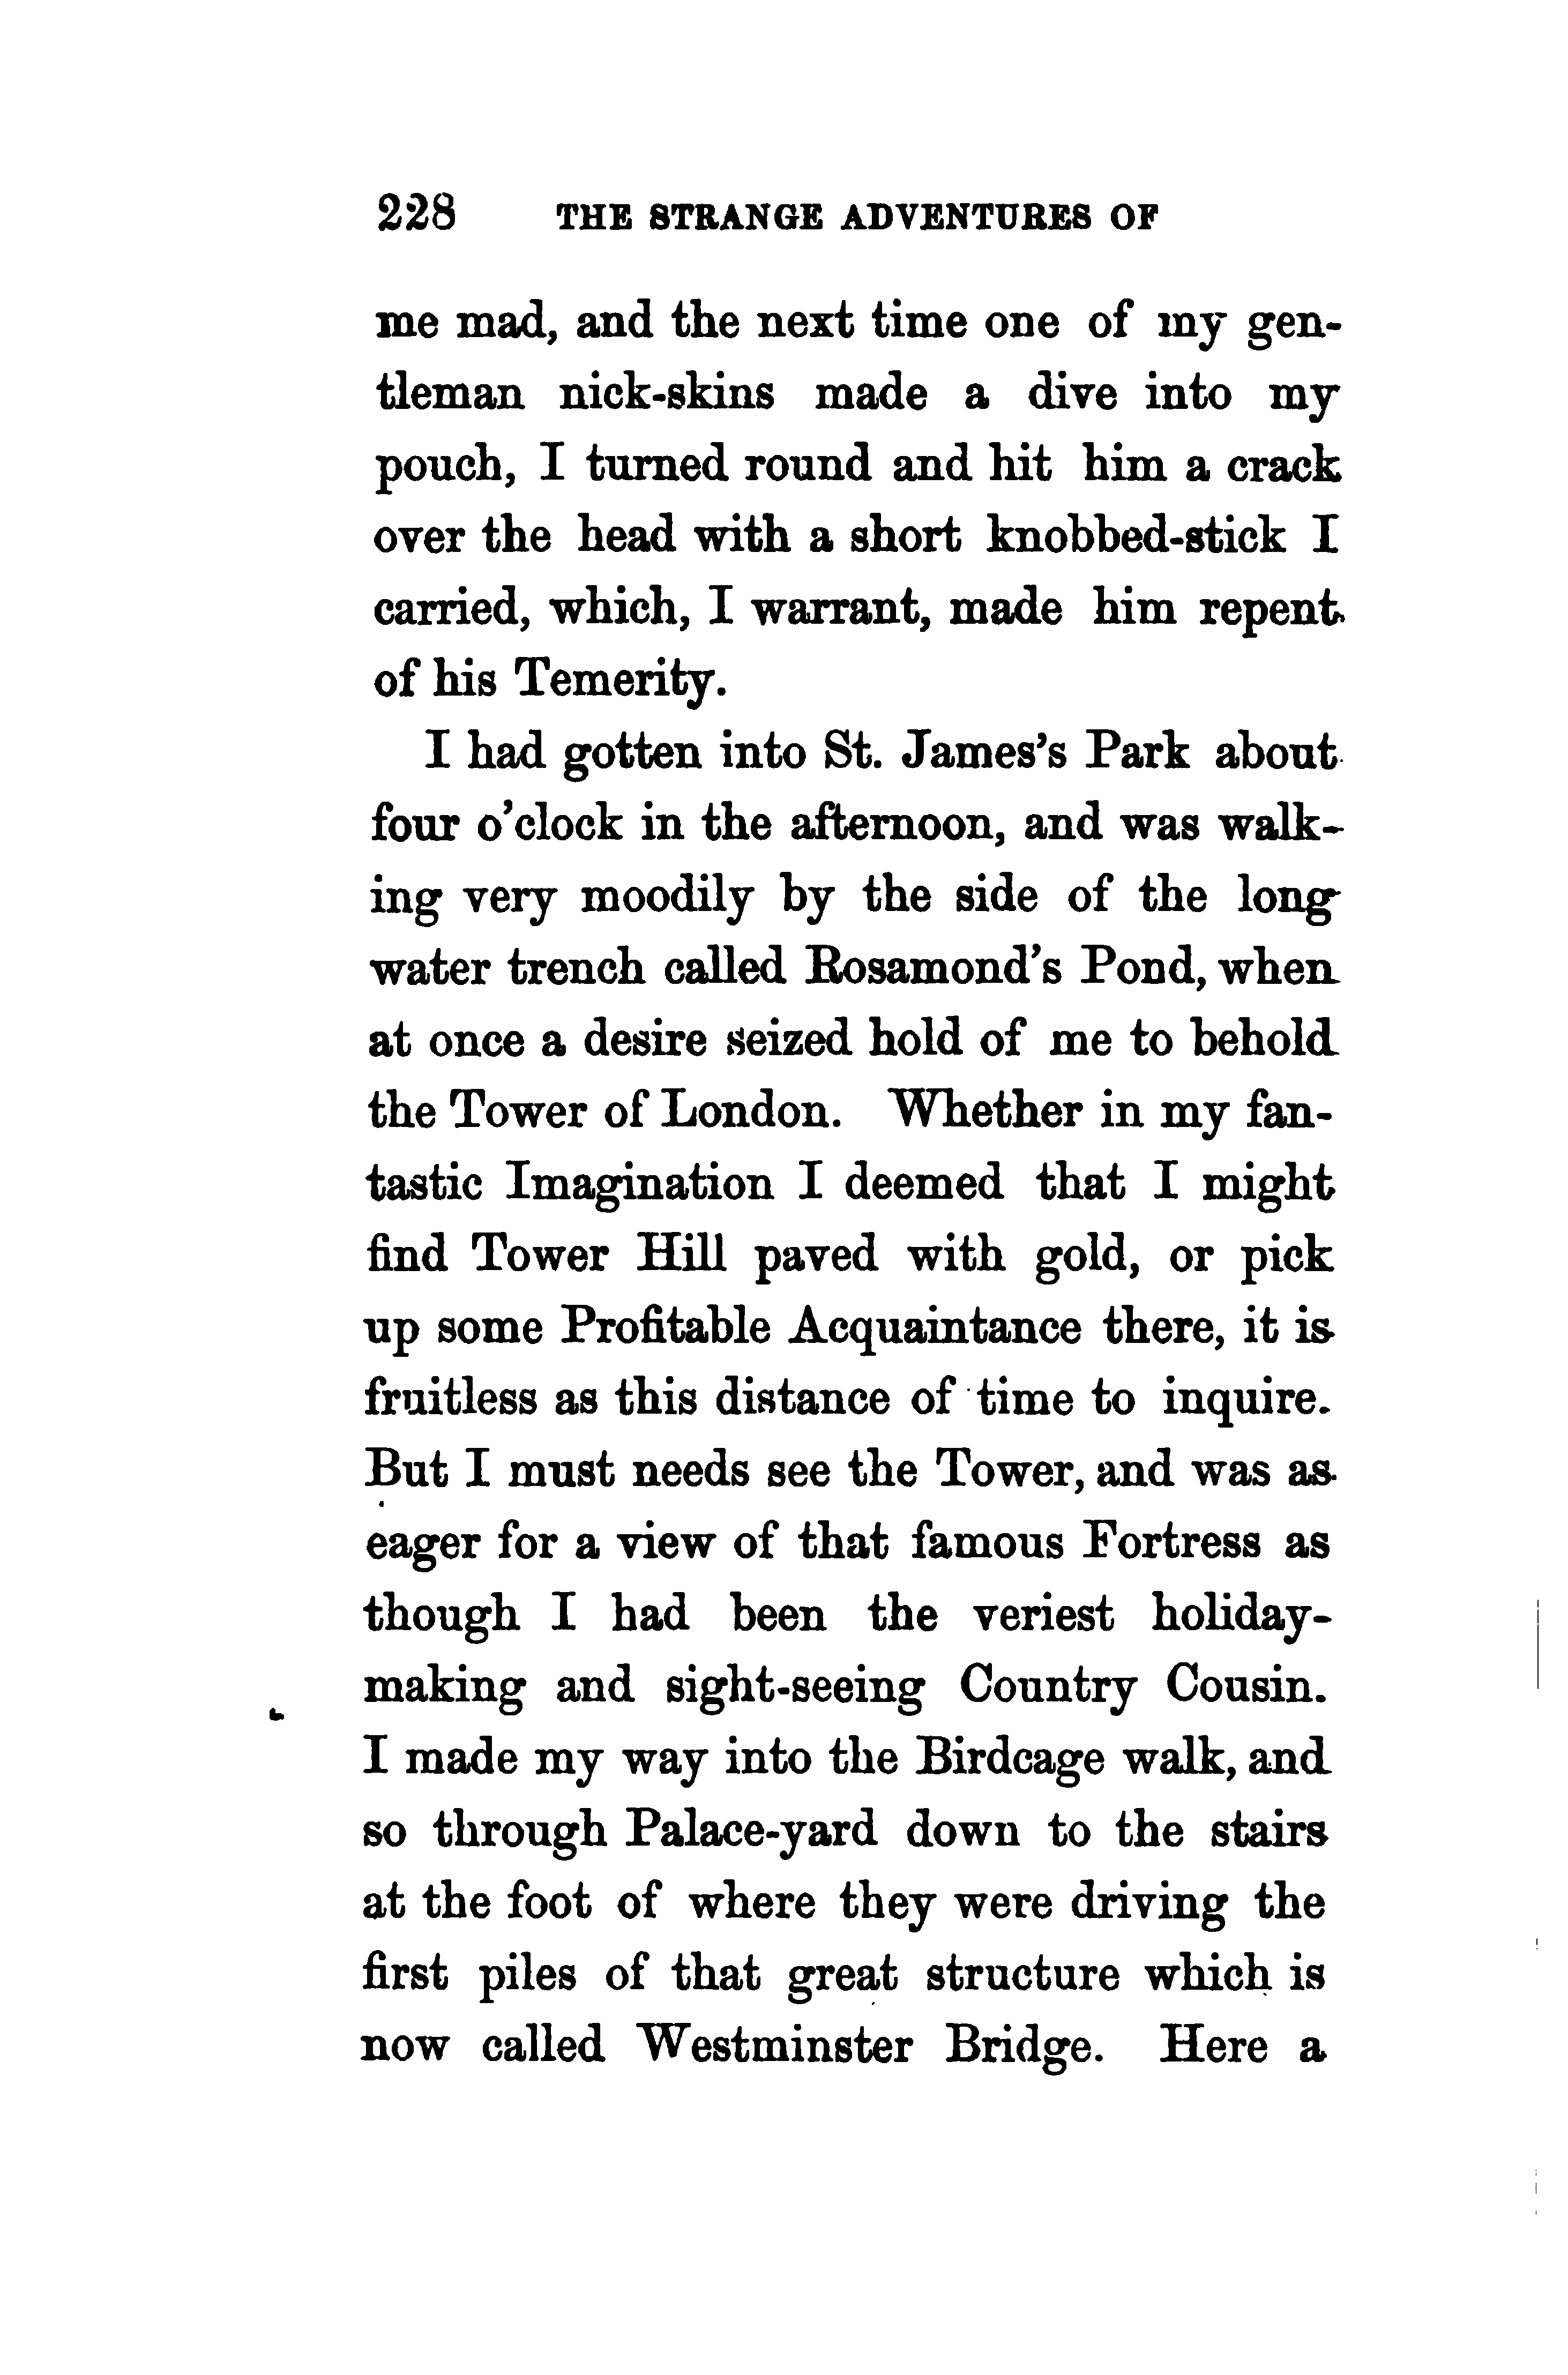 228 THE STRANGE ADVENTURES OF
me mad, and the next time one of my gen-
tleman nick-skins made a dive into my
pouch, I turned round and hit him a crack
over the head with a short knobbed-stick I
carried, which, I warrant, made him repent
of his Temerity.
I had gotten into St. James's Park about
four o'clock in the afternoon, and was walk-
ing very moodily by the side of the long
water trench called Rosamond's Pond, when
at once a desire seized hold of me to behold
the Tower of London. Whether in my fan-
tastic Imagination I deemed that I might
find Tower Hill paved with gold, or pick
up some Profitable Acquaintance there, it is
fruitless as this distance of time to inquire.
But I must needs see the Tower, and was as
eager for a view of that famous Fortress as
though I had been the veriest holiday-
making and sight-seeing Country Cousin.
I made my way into the Birdcage walk, and
so through Palace-yard down to the stairs
at the foot of where they were driving the
first piles of that great structure which is
now called Westminster Bridge. Here a